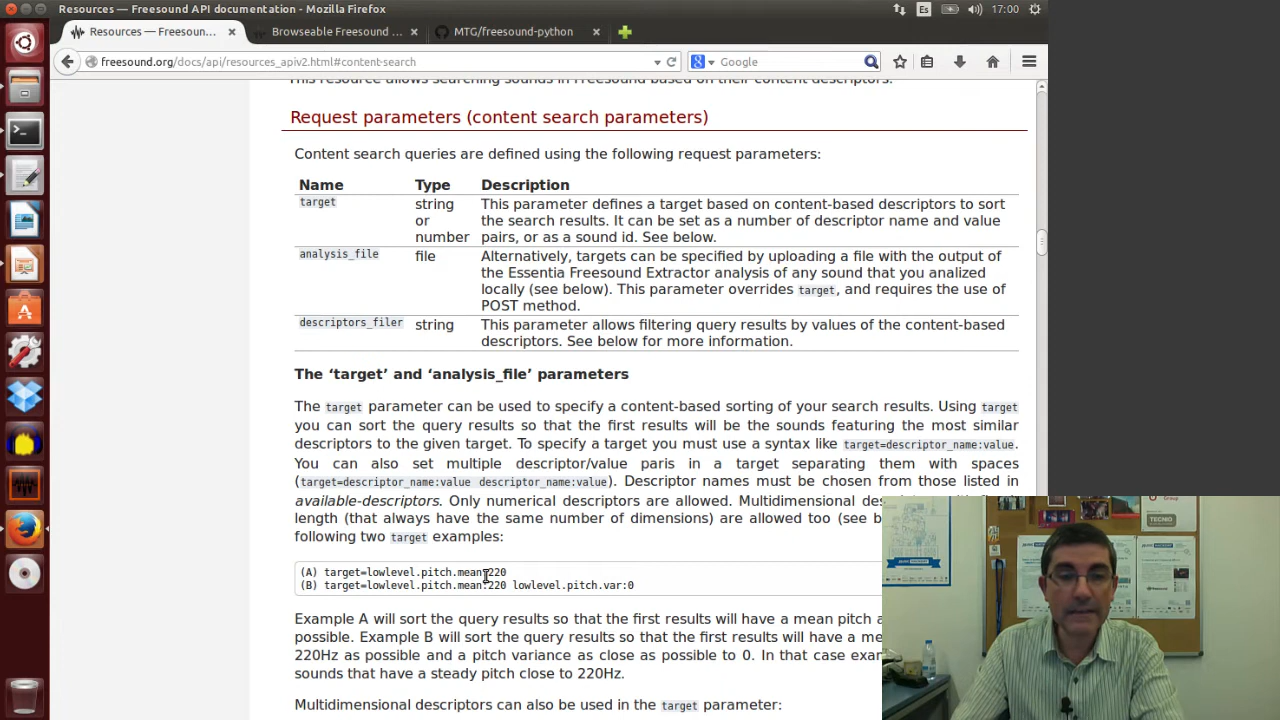 Resources — Freesound API documentation - Mozilla Firefox
Es
17:00
Resources — Freesoun...
Browseable Freesound ...
MTG/freesound-python
freesound.org/docs/api/resources_apiv2.html#content-search
Google
This resource allows searching sounds in Freesound based on their content descriptors.
Request parameters (content search parameters)
Content search queries are defined using the following request parameters:
Name Type Description
target string This parameter defines a target based on content-based descriptors to sort
or the search results. It can be set as a number of descriptor name and value
number pairs, or as a sound id. See below.
analysis_file file Alternatively, targets can be specified by uploading a file with the output of
the Essentia Freesound Extractor analysis of any sound that you analized
locally (see below). This parameter overrides target, and requires the use of
POST method.
descriptors_filer string This parameter allows filtering query results by values of the content-based
descriptors. See below for more information.
The ‘target’ and ‘analysis_file’ parameters
The target parameter can be used to specify a content-based sorting of your search results. Using target
you can sort the query results so that the first results will be the sounds featuring the most similar
descriptors to the given target. To specify a target you must use a syntax like target=descriptor_name:value.
You can also set multiple descriptor/value paris in a target separating them with spaces
(target=descriptor_name:value descriptor_name:value). Descriptor names must be chosen from those listed in
available-descriptors. Only numerical descriptors are allowed. Multidimensional
length (that always have the same number of dimensions) are allowed too (see b
following two target examples:
(A) target=lowlevel.pitch.mean:220
(B) target=lowlevel.pitch.mean:220 lowlevel.pitch.var:0
Example A will sort the query results so that the first results will have a mean pitch a
possible. Example B will sort the query results so that the first results will have a me
220Hz as possible and a pitch variance as close as possible to 0. In that case exam
sounds that have a steady pitch close to 220Hz.
Multidimensional descriptors can also be used in the target parameter:
Group
TECNIO